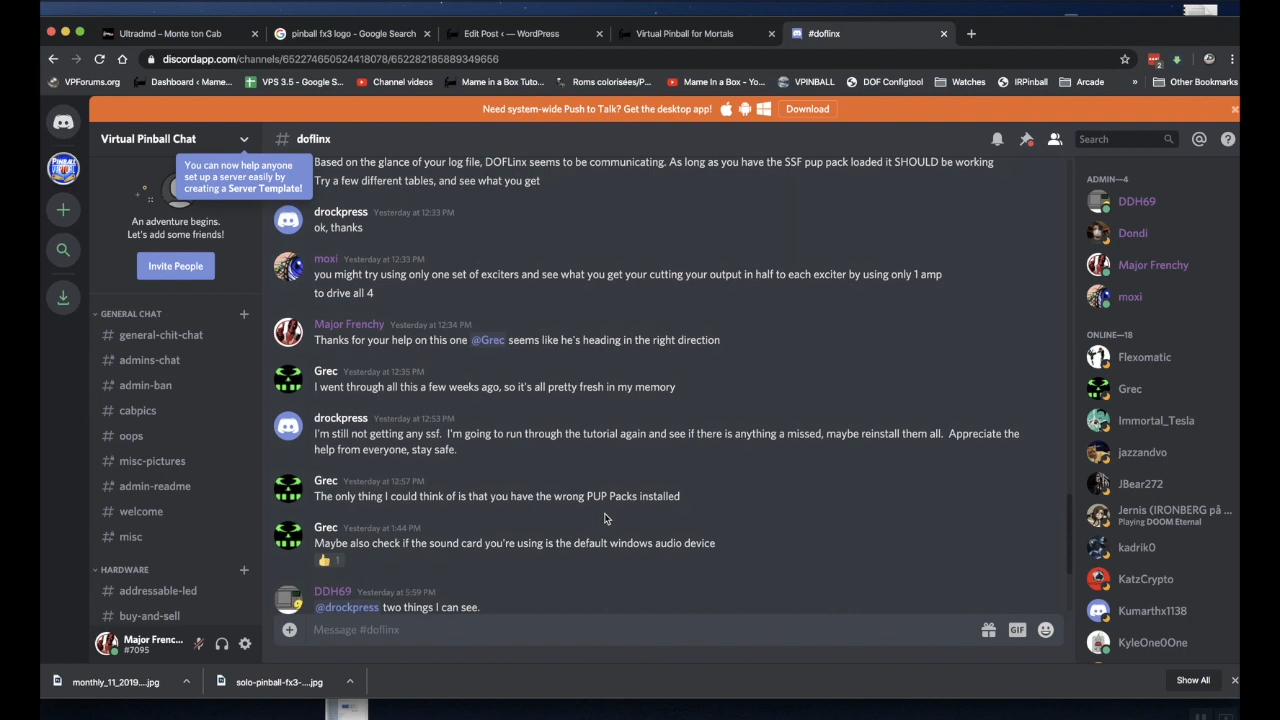 Ultradmd – Monte ton Cab
pinball fx3 logo - Google Search
Edit Post ‹ — WordPress
Virtual Pinball for Mortals
#doflinx
discordapp.com/channels/652274650524418078/652282185889349656
VPForums.org
Dashboard ‹ Mame...
VPS 3.5 - Google S...
Channel videos
Mame in a Box Tuto...
Roms colorisées/P...
Mame In a Box - Yo...
VPINBALL
DOF Configtool
Watches
IRPinball
Arcade
»
Other Bookmarks
Need system-wide Push to Talk? Get the desktop app!
Download
Virtual Pinball Chat
# doflinx
Search
You can now help anyone
set up a server easily by
creating a Server Template!
An adventure begins.
Let's add some friends!
Invite People
GENERAL CHAT
# general-chit-chat
# admins-chat
# admin-ban
# cabpics
# oops
# misc-pictures
# admin-readme
# welcome
# misc
HARDWARE
# addressable-led
# buy-and-sell
Major Frenc...
#7095
Based on the glance of your log file, DOFLinx seems to be communicating. As long as you have the SSF pup pack loaded it SHOULD be working
Try a few different tables, and see what you get
drockpress Yesterday at 12:33 PM
ok, thanks
moxi Yesterday at 12:33 PM
you might try using only one set of exciters and see what you get your cutting your output in half to each exciter by using only 1 amp
to drive all 4
Major Frenchy Yesterday at 12:34 PM
Thanks for your help on this one @Grec seems like he's heading in the right direction
Grec Yesterday at 12:35 PM
I went through all this a few weeks ago, so it's all pretty fresh in my memory
drockpress Yesterday at 12:53 PM
I'm still not getting any ssf. I'm going to run through the tutorial again and see if there is anything a missed, maybe reinstall them all. Appreciate the
help from everyone, stay safe.
Grec Yesterday at 12:57 PM
The only thing I could think of is that you have the wrong PUP Packs installed
Grec Yesterday at 1:44 PM
Maybe also check if the sound card you're using is the default windows audio device
👍 1
DDH69 Yesterday at 5:59 PM
@drockpress two things I can see.
Message #doflinx
GIF
ADMIN—4
DDH69
Dondi
Major Frenchy
moxi
ONLINE—18
Flexomatic
Grec
Immortal_Tesla
jazzandvo
JBear272
Jernis (IRONBERG på ...
Playing DOOM Eternal
kadrik0
KatzCrypto
Kumarthx1138
KyleOne0One
monthly_11_2019....jpg
solo-pinball-fx3-....jpg
Show All